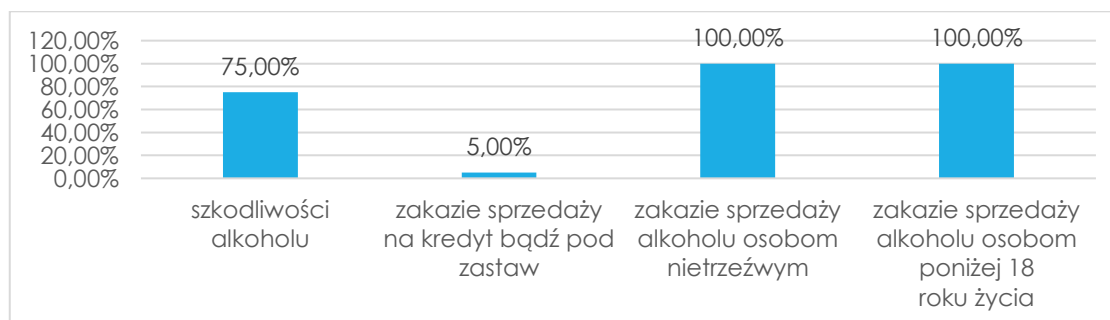 120,00%
100,00%
80,00%
60,00%
40,00%
20,00%
0,00%
75,00%
5,00%
100,00%
100,00%
szkodliwości
alkoholu
zakazie sprzedaży
na kredyt bądź pod
zastaw
zakazie sprzedaży
alkoholu osobom
nietrzeźwym
zakazie sprzedaży
alkoholu osobom
poniżej 18
roku życia